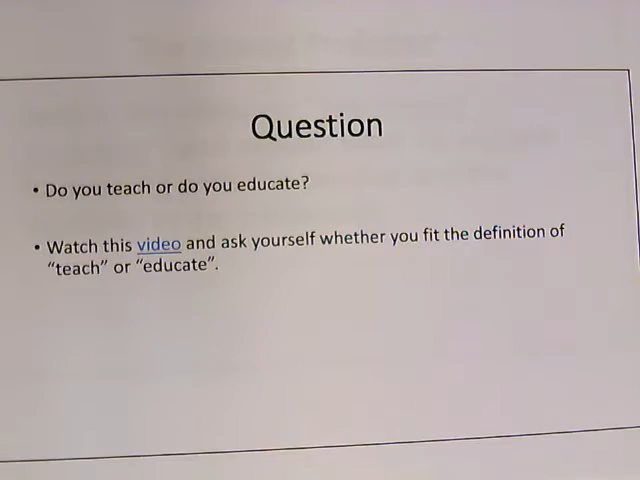 Question
• Do you teach or do you educate?
• Watch this video and ask yourself whether you fit the definition of
“teach” or “educate”.